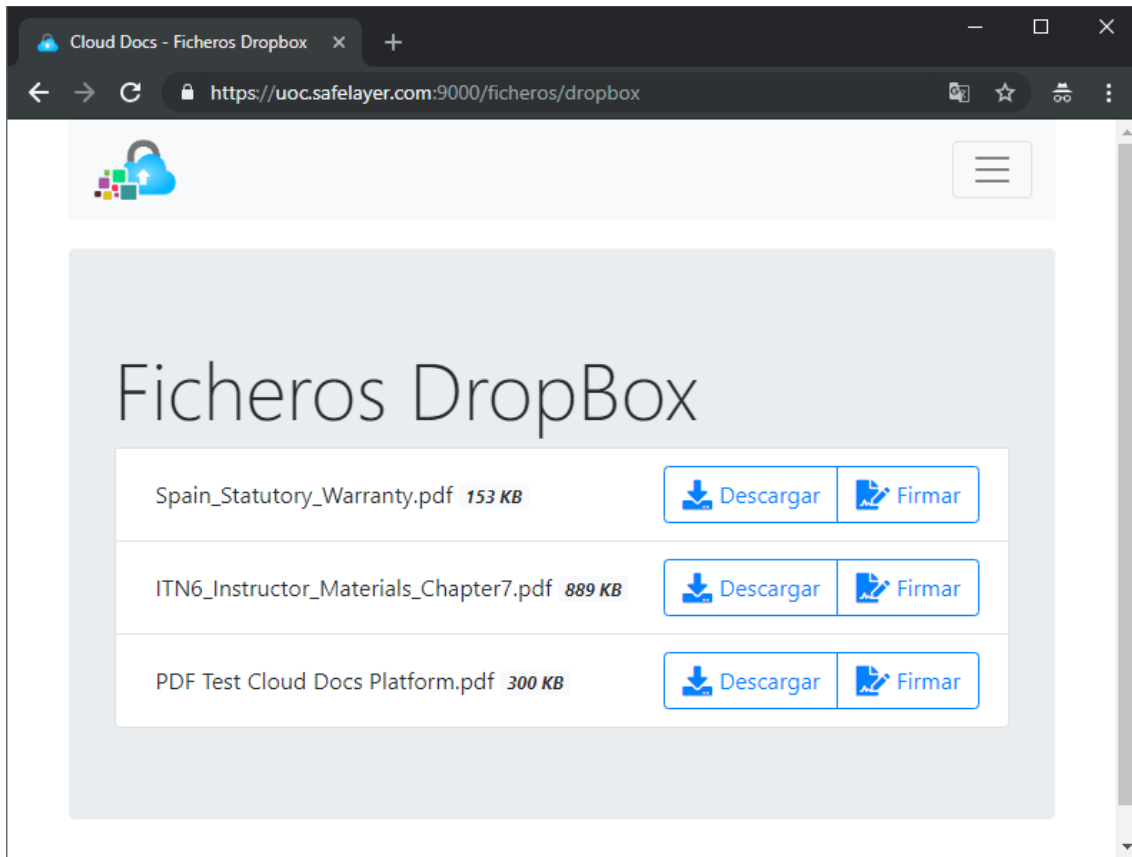 Cloud Docs - Ficheros Dropbox
https://uoc.safelayer.com:9000/ficheros/dropbox
Ficheros DropBox
Spain_Statutory_Warranty.pdf 153 KB Descargar Firmar
ITN6_Instructor_Materials_Chapter7.pdf 889 KB Descargar Firmar
PDF Test Cloud Docs Platform.pdf 300 KB Descargar Firmar